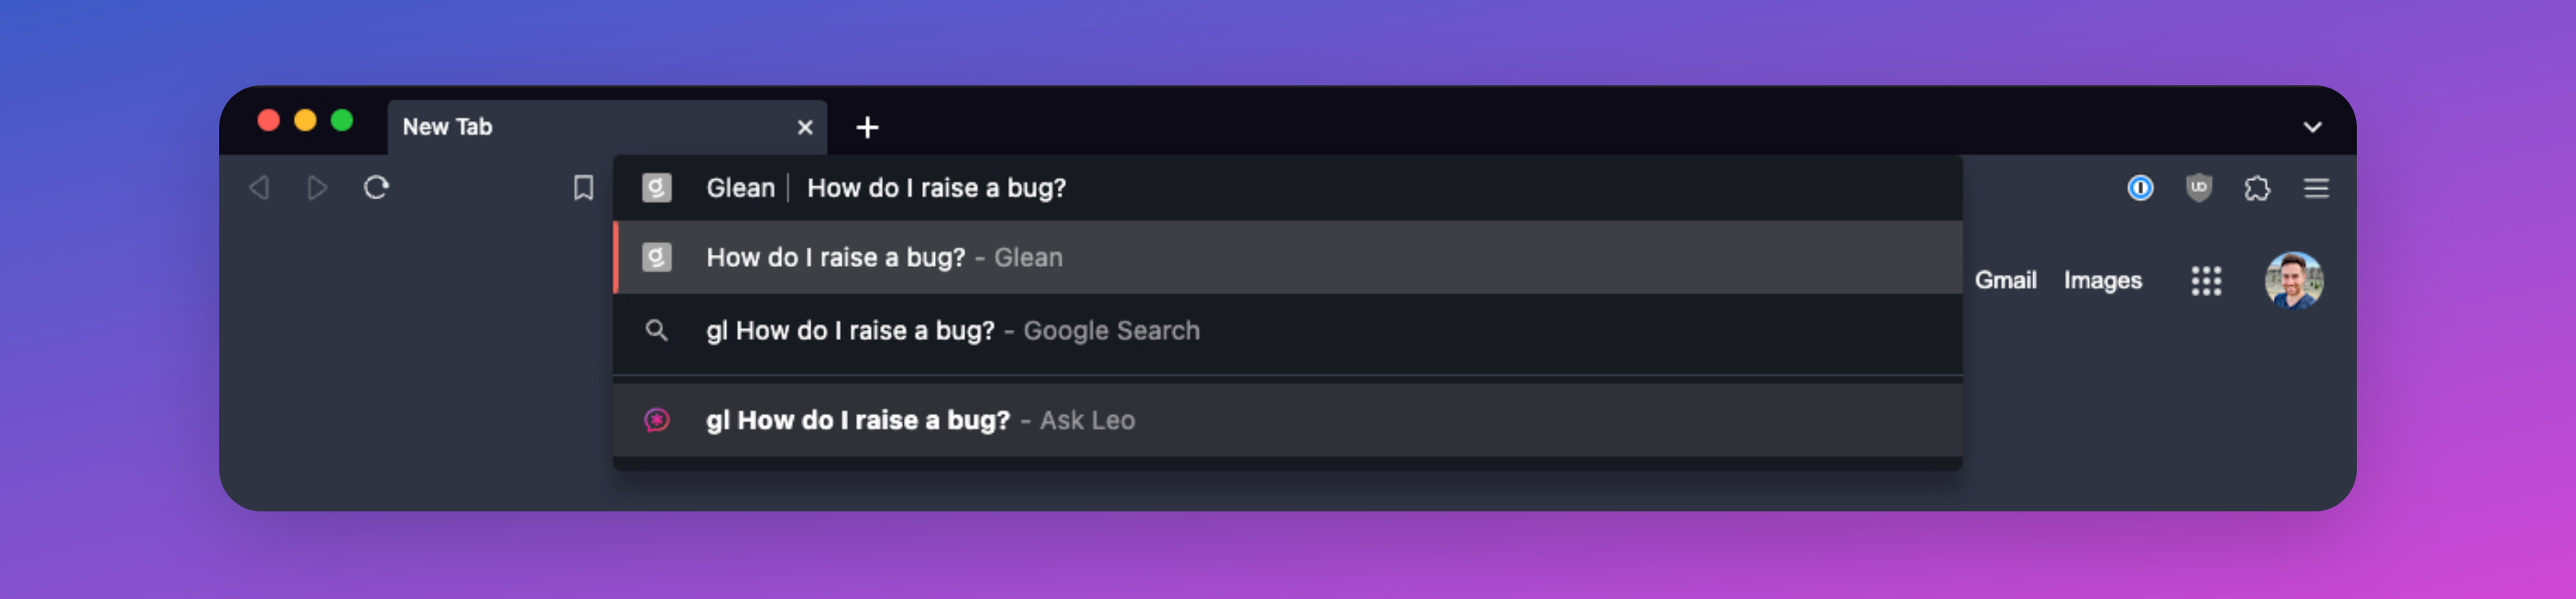 New Tab
Glean | How do I raise a bug?
How do I raise a bug? - Glean
gl How do I raise a bug? - Google Search
gl How do I raise a bug? - Ask Leo
Gmail Images